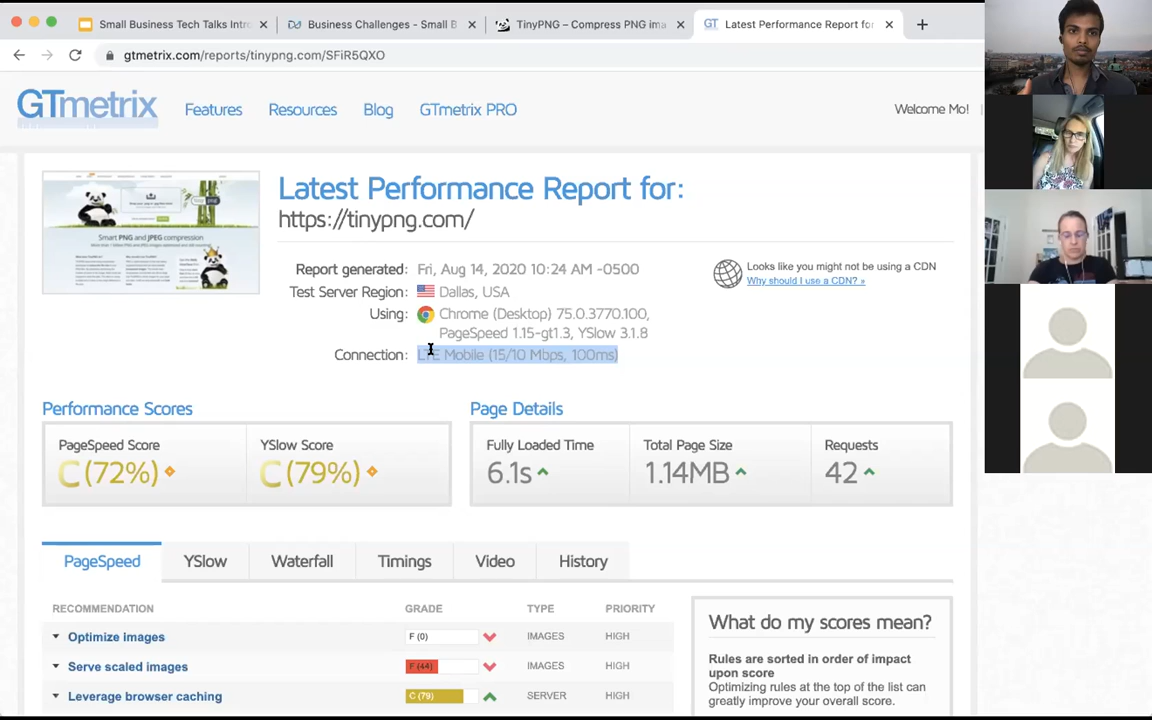 Small Business Tech Talks Intro
Business Challenges - Small B
TinyPNG – Compress PNG ima
GT Latest Performance Report for
gtmetrix.com/reports/tinypng.com/SFiR5QXO
GTmetrix Features Resources Blog GTmetrix PRO Welcome Mo!
Latest Performance Report for:
https://tinypng.com/
Smart PNG and JPEG compression
Report generated: Fri, Aug 14, 2020 10:24 AM -0500
Test Server Region: Dallas, USA
Using: Chrome (Desktop) 75.0.3770.100,
PageSpeed 1.15-gt1.3, YSlow 3.1.8
Connection: LTE Mobile (15/10 Mbps, 100ms)
Looks like you might not be using a CDN
Why should I use a CDN? »
Performance Scores
PageSpeed Score YSlow Score
C (72%) C (79%)
Page Details
Fully Loaded Time Total Page Size Requests
6.1s 1.14MB 42
PageSpeed YSlow Waterfall Timings Video History
RECOMMENDATION GRADE TYPE PRIORITY
Optimize images F (0) IMAGES HIGH
Serve scaled images F (44) IMAGES HIGH
Leverage browser caching C (79) SERVER HIGH
What do my scores mean?
Rules are sorted in order of impact
upon score
Optimizing rules at the top of the list can
greatly improve your overall score.